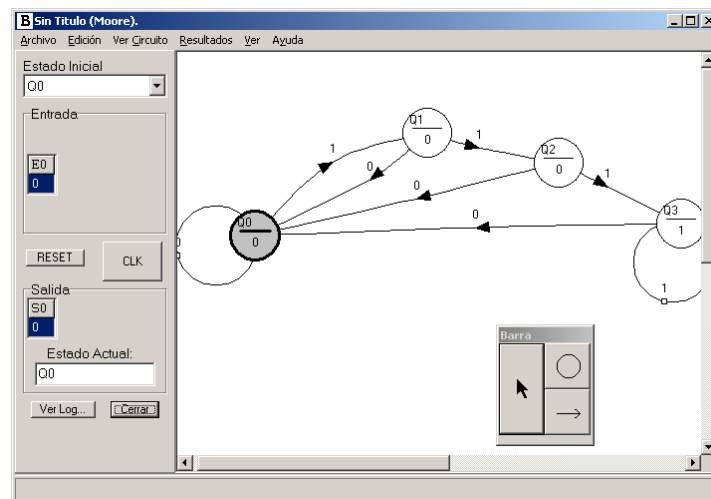 B Sin Titulo (Moore).
Archivo Edición Ver Circuito Resultados Ver Ayuda
Estado Inicial
Q0
Entrada
E0
0
RESET
CLK
Salida
S0
0
Estado Actual:
Q0
Ver Log...
Cerrar
Q1
0
1
1
Q2
0
0
0
1
Q0
0
0
Q3
1
1
Barra